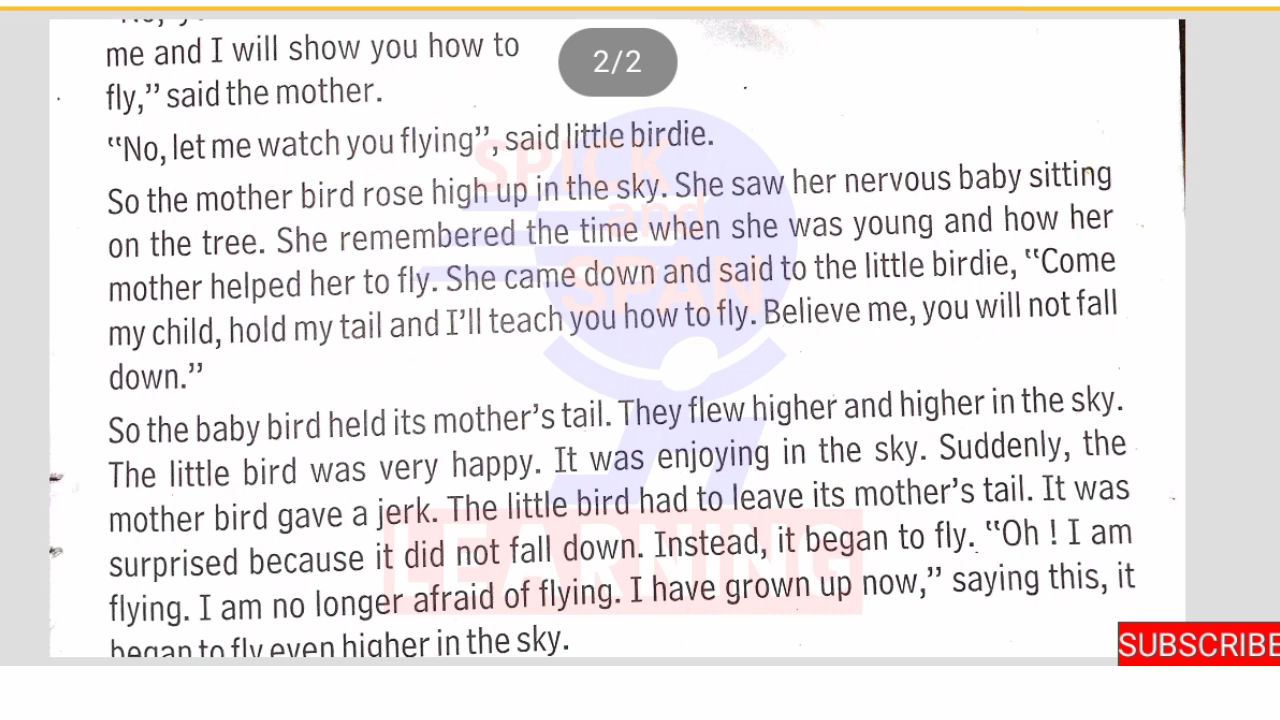 me and I will show you how to
2/2
fly,” said the mother.
“No, let me watch you flying”, said little birdie.
So the mother bird rose high up in the sky. She saw her nervous baby sitting
on the tree. She remembered the time when she was young and how her
mother helped her to fly. She came down and said to the little birdie, “Come
my child, hold my tail and I’ll teach you how to fly. Believe me, you will not fall
down.”
So the baby bird held its mother’s tail. They flew higher and higher in the sky.
The little bird was very happy. It was enjoying in the sky. Suddenly, the
mother bird gave a jerk. The little bird had to leave its mother’s tail. It was
surprised because it did not fall down. Instead, it began to fly. “Oh ! I am
flying. I am no longer afraid of flying. I have grown up now,” saying this, it
began to fly even higher in the sky.
SPICK
and
SPAN
LEARNING
SUBSCRIBE